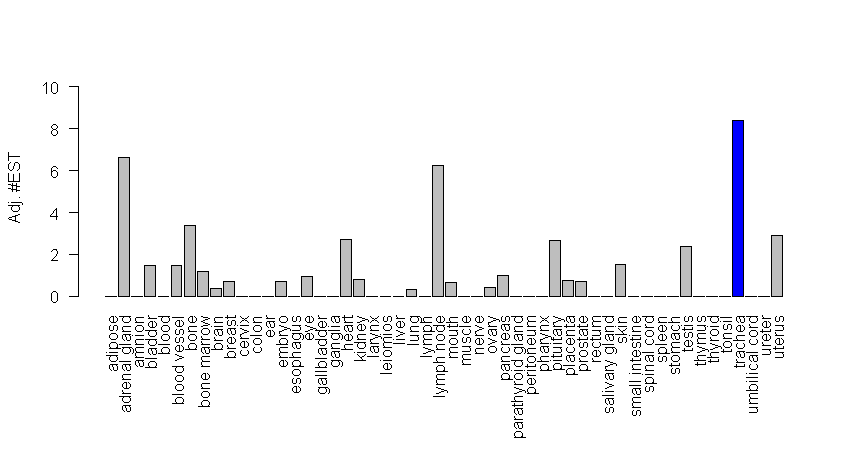 10
8
6
4
2
0
Adj. #EST
adipose
adrenal gland
amnion
bladder
blood
blood vessel
bone
bone marrow
brain
breast
cervix
colon
ear
embryo
esophagus
eye
gallbladder
ganglia
heart
kidney
larynx
leiomios
liver
lung
lymph
lymph node
mouth
muscle
nerve
ovary
pancreas
parathyroid gland
peritoneum
pharynx
pituitary
placenta
prostate
rectum
salivary gland
skin
small intestine
spinal cord
spleen
stomach
testis
thymus
thyroid
tonsil
trachea
umbilical cord
ureter
uterus